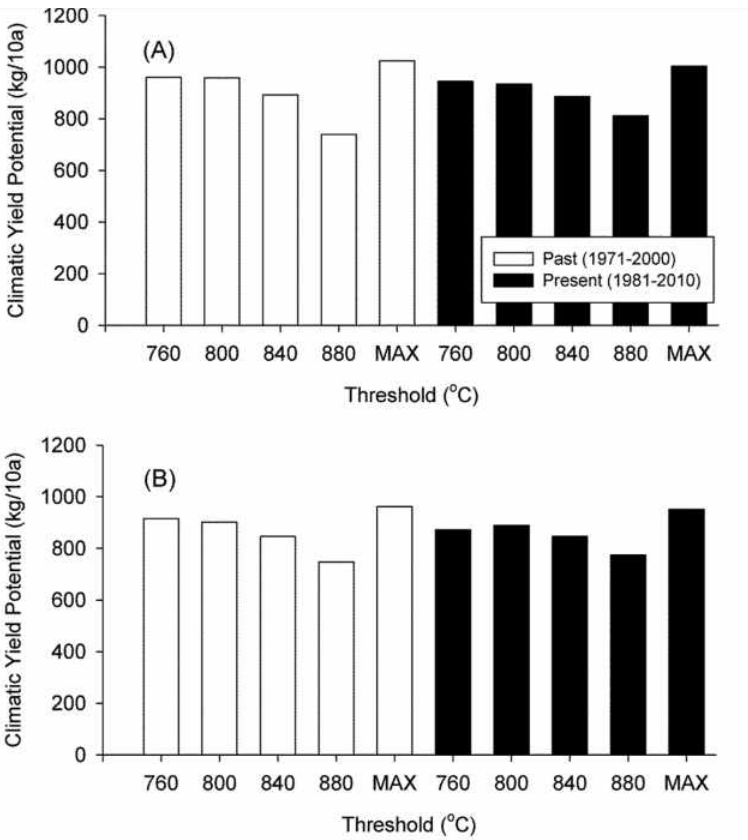 (A)
Climatic Yield Potential (kg/10a)
1200
1000
800
600
400
200
0
Past (1971-2000)
Present (1981-2010)
760 800 840 880 MAX 760 800 840 880 MAX
Threshold (°C)
(B)
Climatic Yield Potential (kg/10a)
1200
1000
800
600
400
200
0
760 800 840 880 MAX 760 800 840 880 MAX
Threshold (°C)